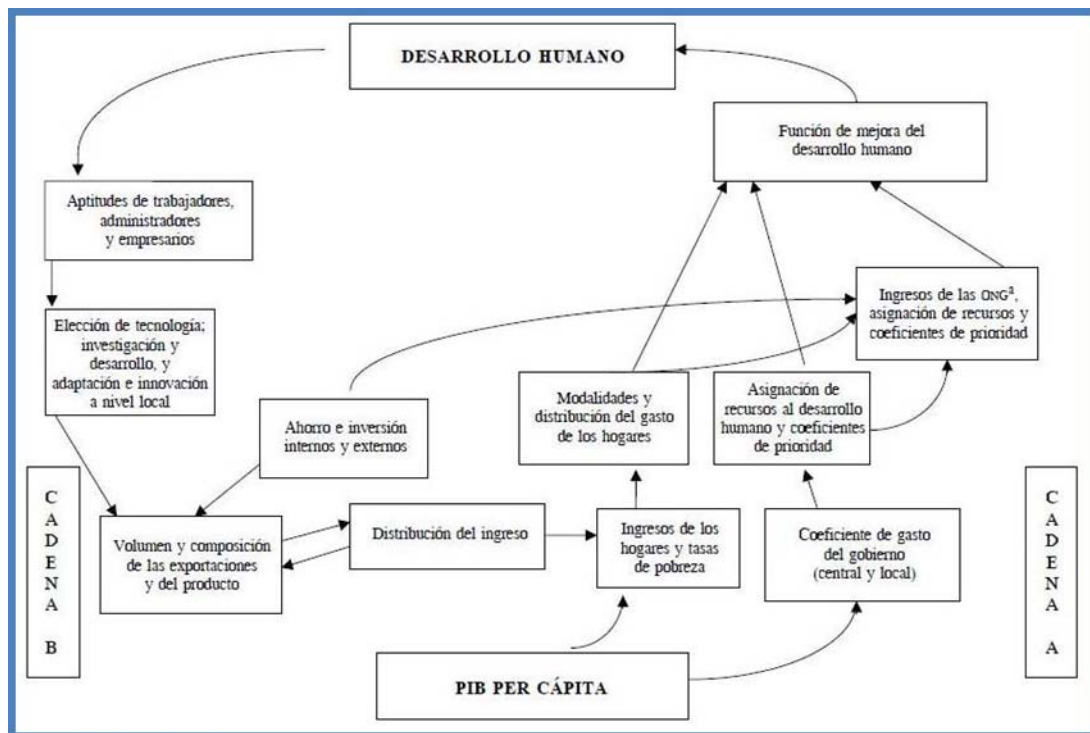 DESARROLLO HUMANO
Función de mejora del
desarrollo humano
Aptitudes de trabajadores,
administradores
y empresarios
Ingresos de las ONGª,
asignación de recursos y
coeficientes de prioridad
Elección de tecnología;
investigación y
desarrollo, y
adaptación e innovación
a nivel local
Ahorro e inversión
internos y externos
Modalidades y
distribución del gasto
de los hogares
Asignación de
recursos al desarrollo
humano y coeficientes
de prioridad
CADENA B
Volumen y composición
de las exportaciones
y del producto
Distribución del ingreso
Ingresos de los
hogares y tasas
de pobreza
Coeficiente de gasto
del gobierno
(central y local)
CADENA A
PIB PER CÁPITA